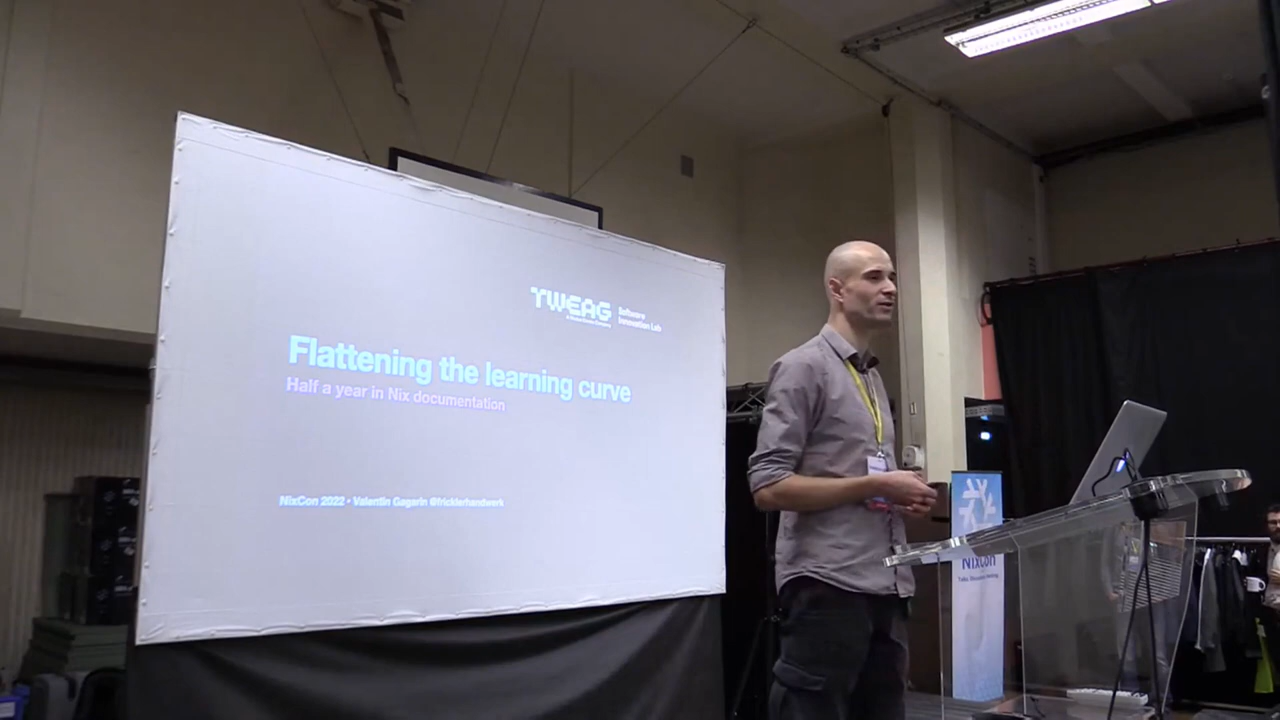 TWEAG
Software
Innovation Lab
Flattening the learning curve
Half a year in Nix documentation
NixCon 2022 • Valentin Gagarin @fricklerhandwerk
NixCon